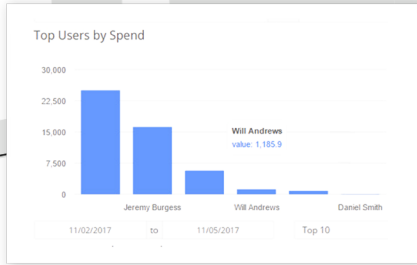 Top Users by Spend
30,000
22.500
15,000
7,500
0
Will Andrews
value: 1,185.9
Jeremy Burgess Will Andrews Daniel Smith
11/02/2017 to 11/05/2017 Top 10